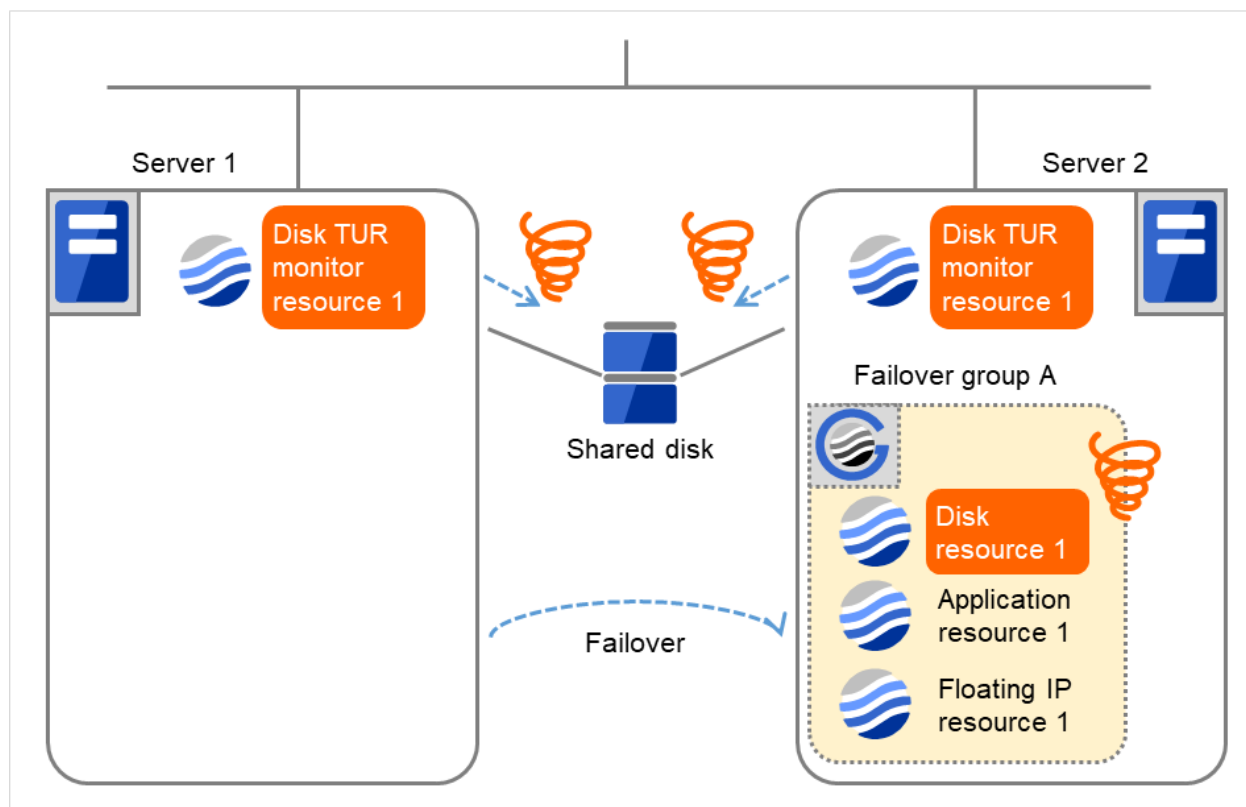 Server 1
Server 2
Disk TUR
monitor
resource 1
Disk TUR
monitor
resource 1
Shared disk
Failover group A
Disk
resource 1
Application
resource 1
Failover
Floating IP
resource 1